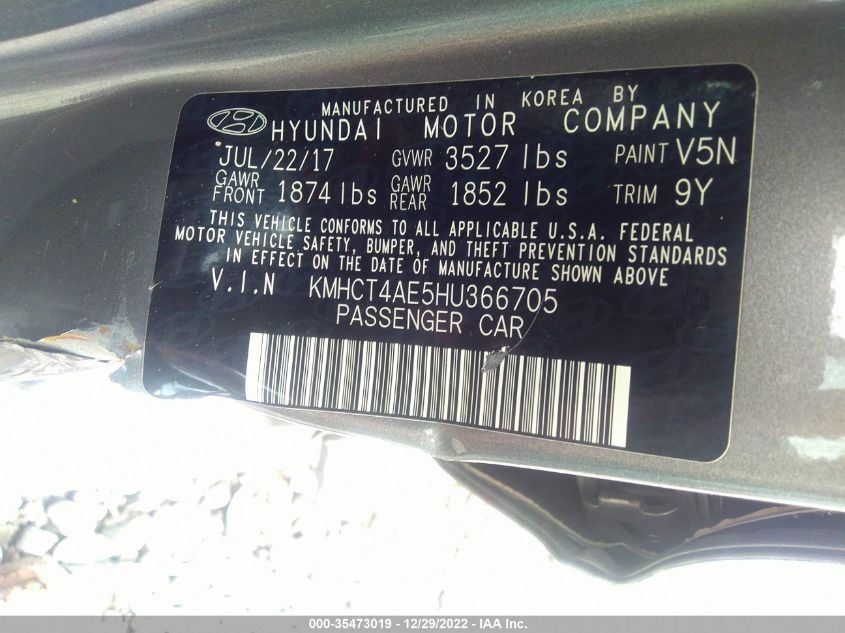 MANUFACTURED IN KOREA BY
HYUNDAI MOTOR COMPANY
JUL/22/17 GVWR 3527 lbs PAINT V5N
GAWR FRONT 1874 lbs GAWR REAR 1852 lbs TRIM 9Y
THIS VEHICLE CONFORMS TO ALL APPLICABLE U.S.A. FEDERAL
MOTOR VEHICLE SAFETY, BUMPER, AND THEFT PREVENTION STANDARDS
IN EFFECT ON THE DATE OF MANUFACTURE SHOWN ABOVE
V.I.N KMHCT4AE5HU366705
PASSENGER CAR
000-35473019 - 12/29/2022 - IAA Inc.